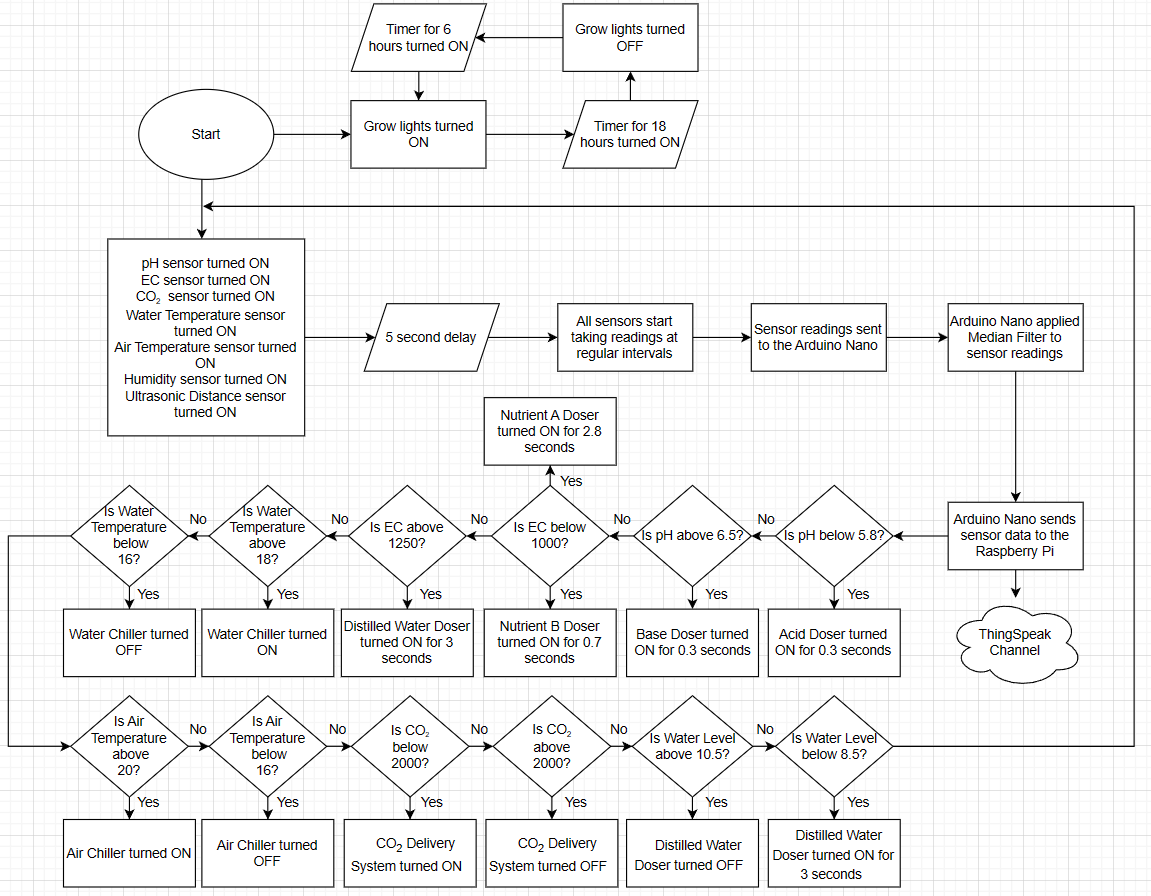 Timer for 6
hours turned ON
Grow lights turned
OFF
Start
Grow lights turned
ON
Timer for 18
hours turned ON
pH sensor turned ON
EC sensor turned ON
CO₂ sensor turned ON
Water Temperature sensor
turned ON
Air Temperature sensor turned
ON
Humidity sensor turned ON
Ultrasonic Distance sensor
turned ON
5 second delay
All sensors start
taking readings at
regular intervals
Sensor readings sent
to the Arduino Nano
Arduino Nano applied
Median Filter to
sensor readings
Nutrient A Doser
turned ON for 2.8
seconds
Yes
Is Water
Temperature
below
16?
No
Is Water
Temperature
above
18?
No
Is EC above
1250?
No
Is EC below
1000?
No
Is pH above 6.5?
No
Is pH below 5.8?
Arduino Nano sends
sensor data to the
Raspberry Pi
Yes
Yes
Yes
Yes
Yes
Yes
Water Chiller turned
OFF
Water Chiller turned
ON
Distilled Water Doser
turned ON for 3
seconds
Nutrient B Doser
turned ON for 0.7
seconds
Base Doser turned
ON for 0.3 seconds
Acid Doser turned
ON for 0.3 seconds
ThingSpeak
Channel
Is Air
Temperature
above
20?
No
Is Air
Temperature
below
16?
No
Is CO₂
below
2000?
No
Is CO₂
above
2000?
No
Is Water Level
above 10.5?
No
Is Water Level
below 8.5?
Yes
Yes
Yes
Yes
Yes
Yes
Air Chiller turned ON
Air Chiller turned
OFF
CO₂ Delivery
System turned ON
CO₂ Delivery
System turned OFF
Distilled Water
Doser turned OFF
Distilled Water
Doser turned ON for
3 seconds